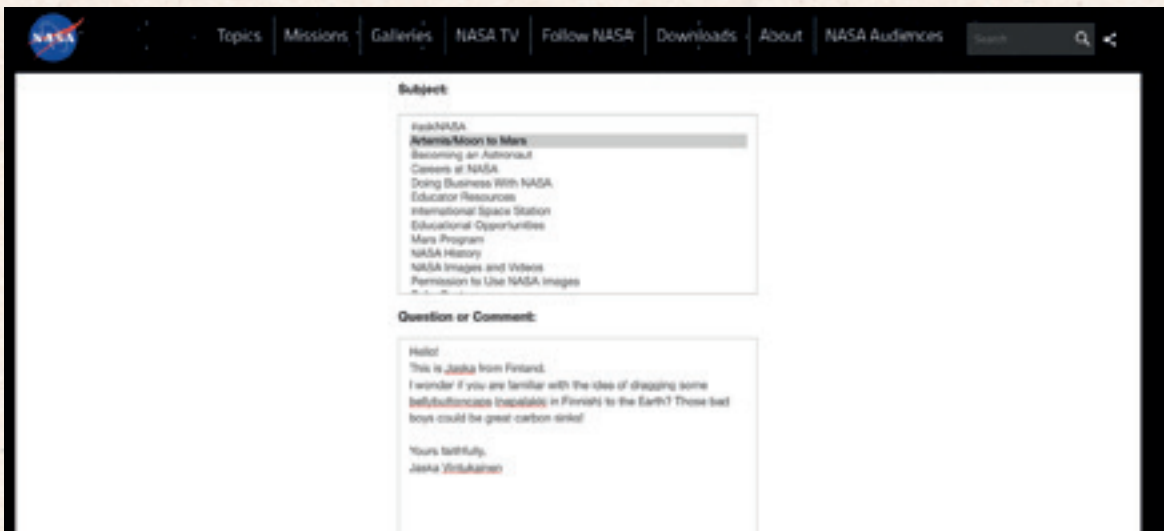 NASA
Topics Missions Galleries NASA TV Follow NASA Downloads About NASA Audiences Search
Subject:
#askNASA
Artemis/Moon to Mars
Becoming an Astronaut
Careers at NASA
Doing Business With NASA
Educator Resources
International Space Station
Educational Opportunities
Mars Program
NASA History
NASA Images and Videos
Permission to Use NASA images
Question or Comment:
Hello!
This is Jaska from Finland.
I wonder if you are familiar with the idea of dragging some
bellybuttoncaps (napalakki in Finnish) to the Earth? Those bad
boys could be great carbon sinks!
Yours faithfully,
Jaska Vintukainen